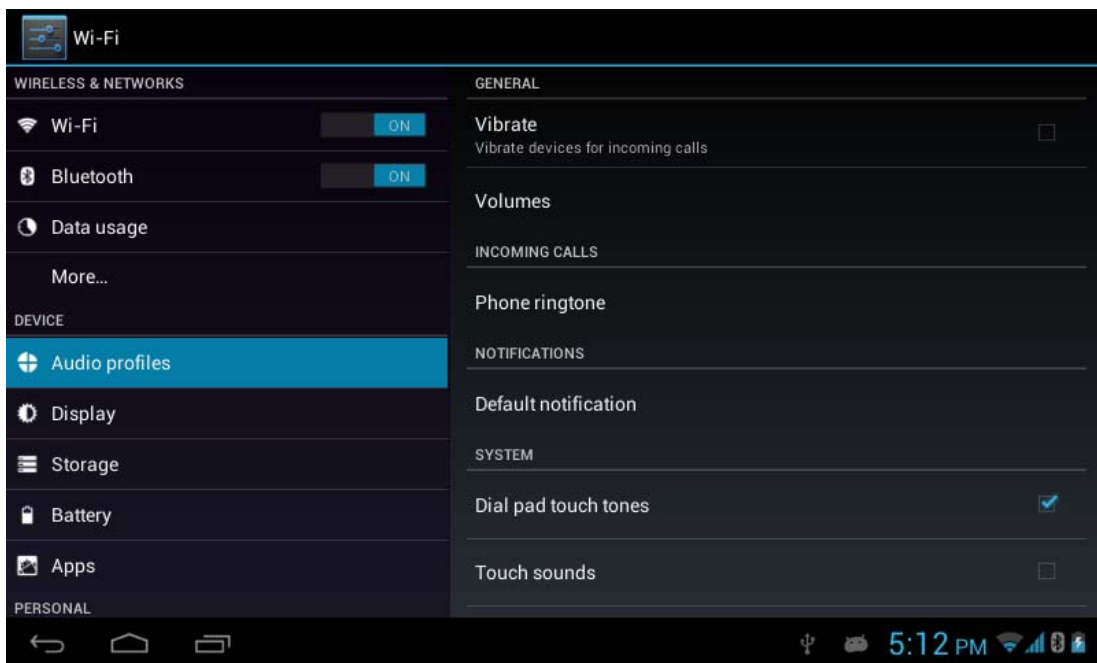 Wi-Fi
WIRELESS & NETWORKS
Wi-Fi ON
Bluetooth ON
Data usage
More...
DEVICE
Audio profiles
Display
Storage
Battery
Apps
PERSONAL
GENERAL
Vibrate
Vibrate devices for incoming calls
Volumes
INCOMING CALLS
Phone ringtone
NOTIFICATIONS
Default notification
SYSTEM
Dial pad touch tones
Touch sounds
5:12 PM